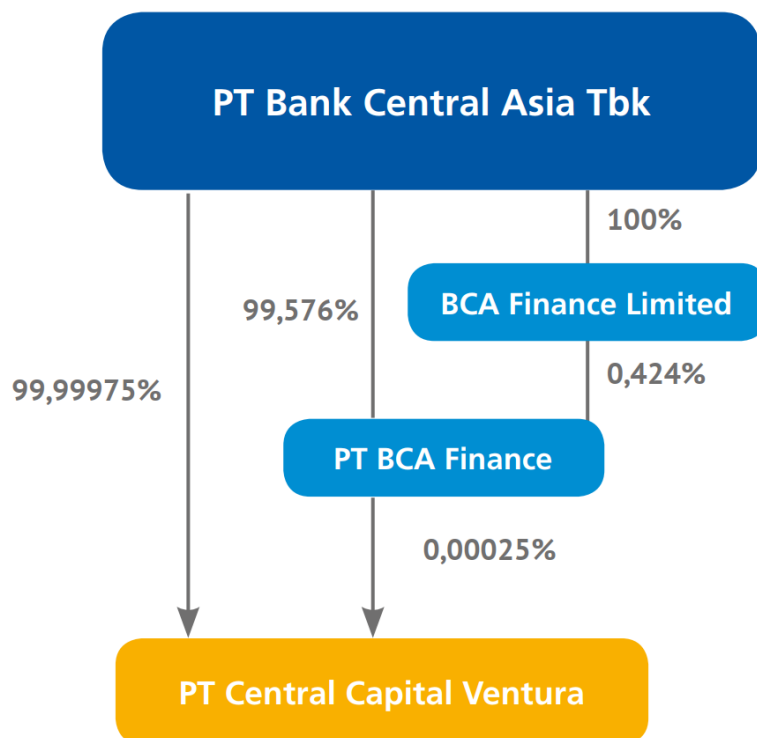 PT Bank Central Asia Tbk
100%
BCA Finance Limited
99,576%
0,424%
99,99975%
PT BCA Finance
0,00025%
PT Central Capital Ventura